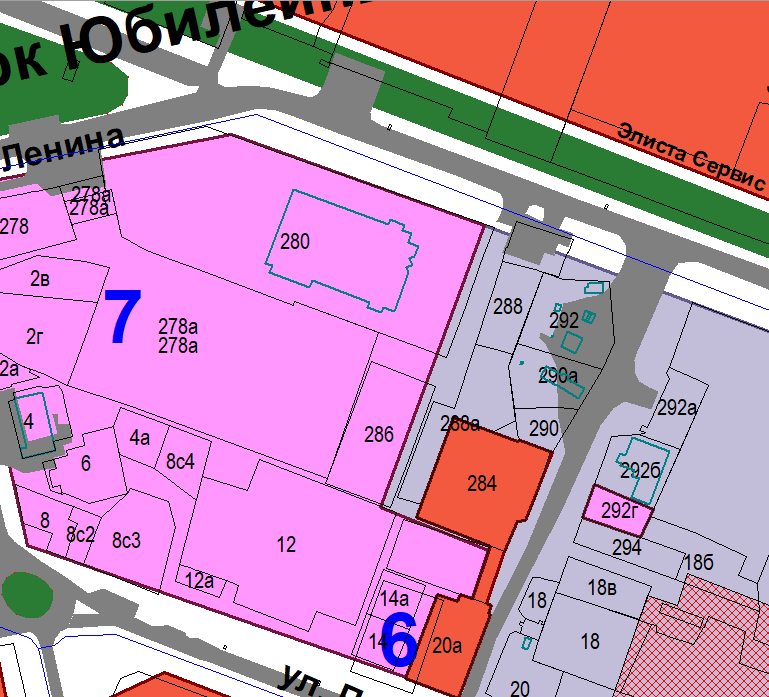 рк Юбилейн
Ленина
Элиста Сервис
278а
278а
278
280
2в
7
288
292
2г
278а
278а
2а
290а
292а
4
288а
4а
286
290
6
8с4
292б
284
292г
8
8с2
8с3
12
294
18б
12а
18в
14а
18
14
6
20а
18
20
ул.